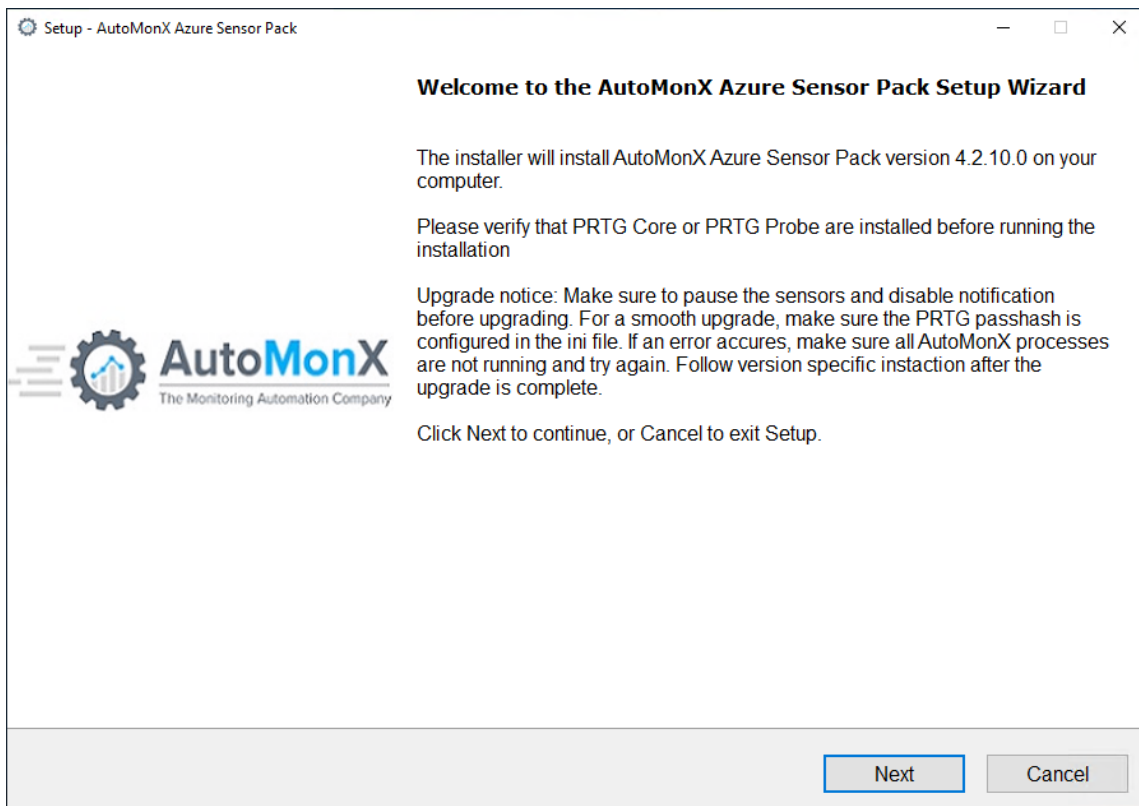 Setup - AutoMonX Azure Sensor Pack
Welcome to the AutoMonX Azure Sensor Pack Setup Wizard
The installer will install AutoMonX Azure Sensor Pack version 4.2.10.0 on your
computer.
Please verify that PRTG Core or PRTG Probe are installed before running the
installation
Upgrade notice: Make sure to pause the sensors and disable notification
before upgrading. For a smooth upgrade, make sure the PRTG passhash is
configured in the ini file. If an error accures, make sure all AutoMonX processes
are not running and try again. Follow version specific instaction after the
upgrade is complete.
Click Next to continue, or Cancel to exit Setup.
AutoMonX
The Monitoring Automation Company
Next
Cancel